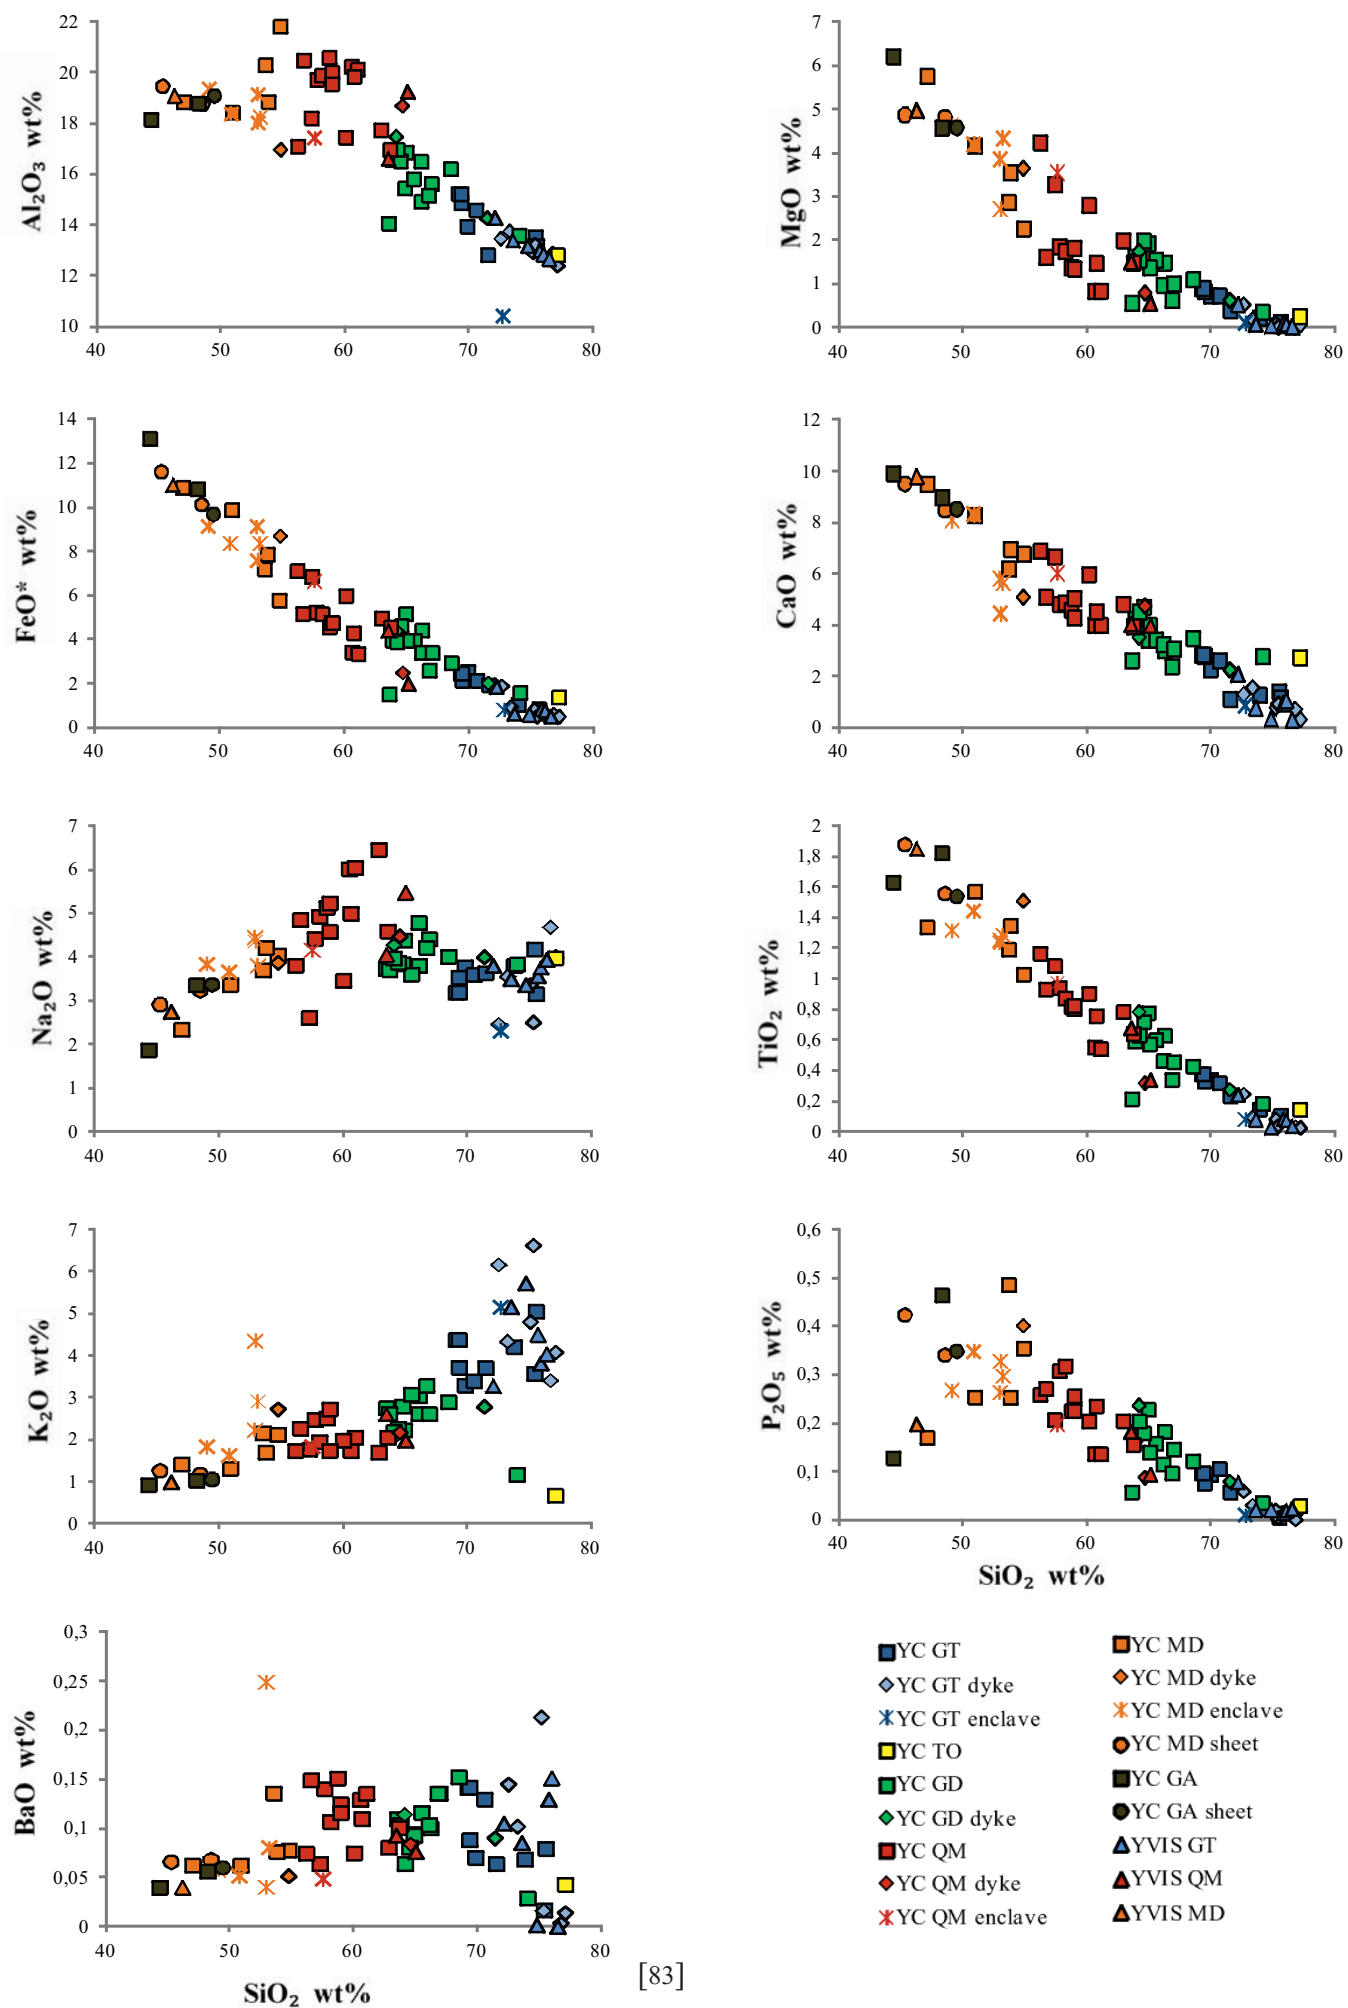 22
20
18
16
14
12
10
Al₂O₃ wt%
40 50 60 70 80
7
6
5
4
3
2
1
0
MgO wt%
40 50 60 70 80
14
12
10
8
6
4
2
0
FeO* wt%
40 50 60 70 80
12
10
8
6
4
2
0
CaO wt%
40 50 60 70 80
7
6
5
4
3
2
1
0
Na₂O wt%
40 50 60 70 80
2
1,8
1,6
1,4
1,2
1
0,8
0,6
0,4
0,2
0
TiO₂ wt%
40 50 60 70 80
7
6
5
4
3
2
1
0
K₂O wt%
40 50 60 70 80
0,6
0,5
0,4
0,3
0,2
0,1
0
P₂O₅ wt%
40 50 60 70 80
SiO₂ wt%
0,3
0,25
0,2
0,15
0,1
0,05
0
BaO wt%
40 50 60 70 80
SiO₂ wt%
YC GT
YC GT dyke
YC GT enclave
YC TO
YC GD
YC GD dyke
YC QM
YC QM dyke
YC QM enclave
YC MD
YC MD dyke
YC MD enclave
YC MD sheet
YC GA
YC GA sheet
YVIS GT
YVIS QM
YVIS MD
[83]